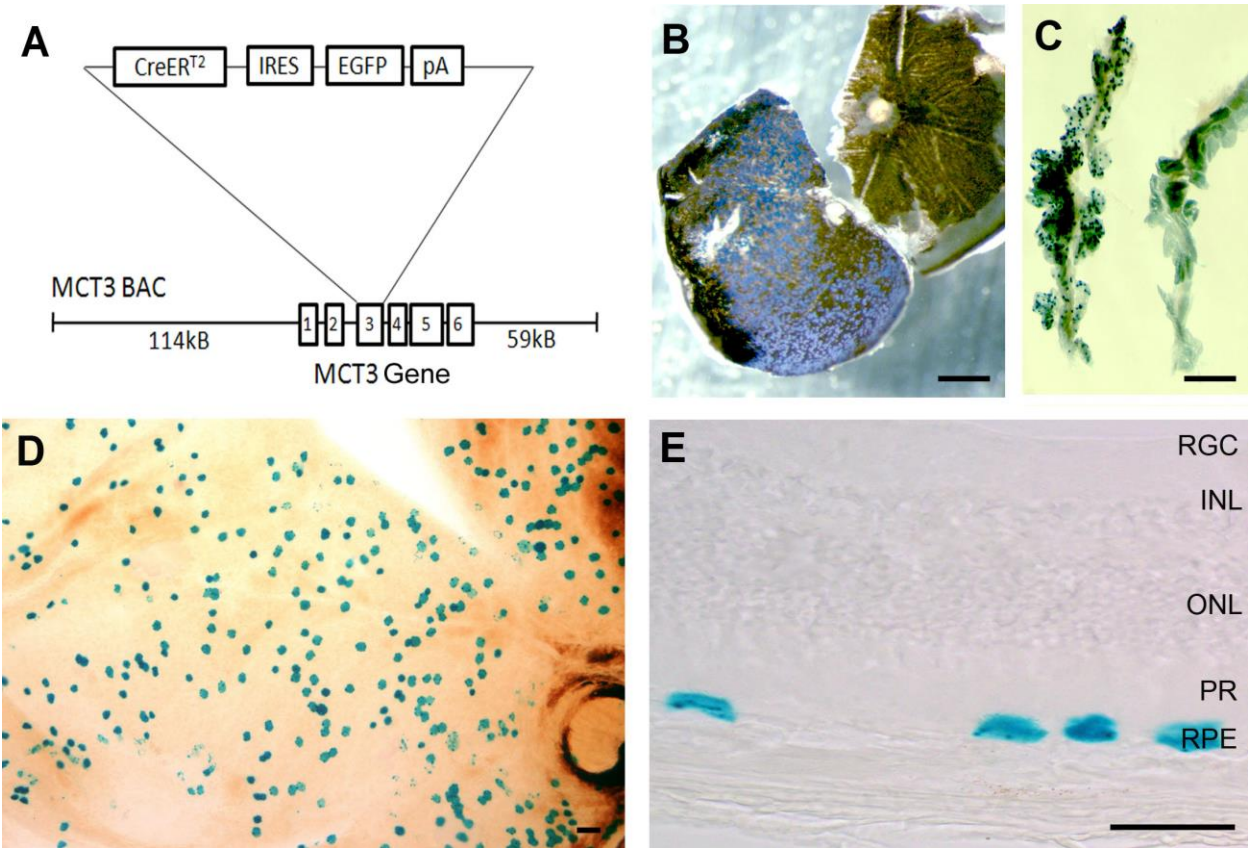 A
CreER^T2 IRES EGFP pA
MCT3 BAC
1 2 3 4 5 6
114kB 59kB
MCT3 Gene
B
C
D
E
RGC
INL
ONL
PR
RPE